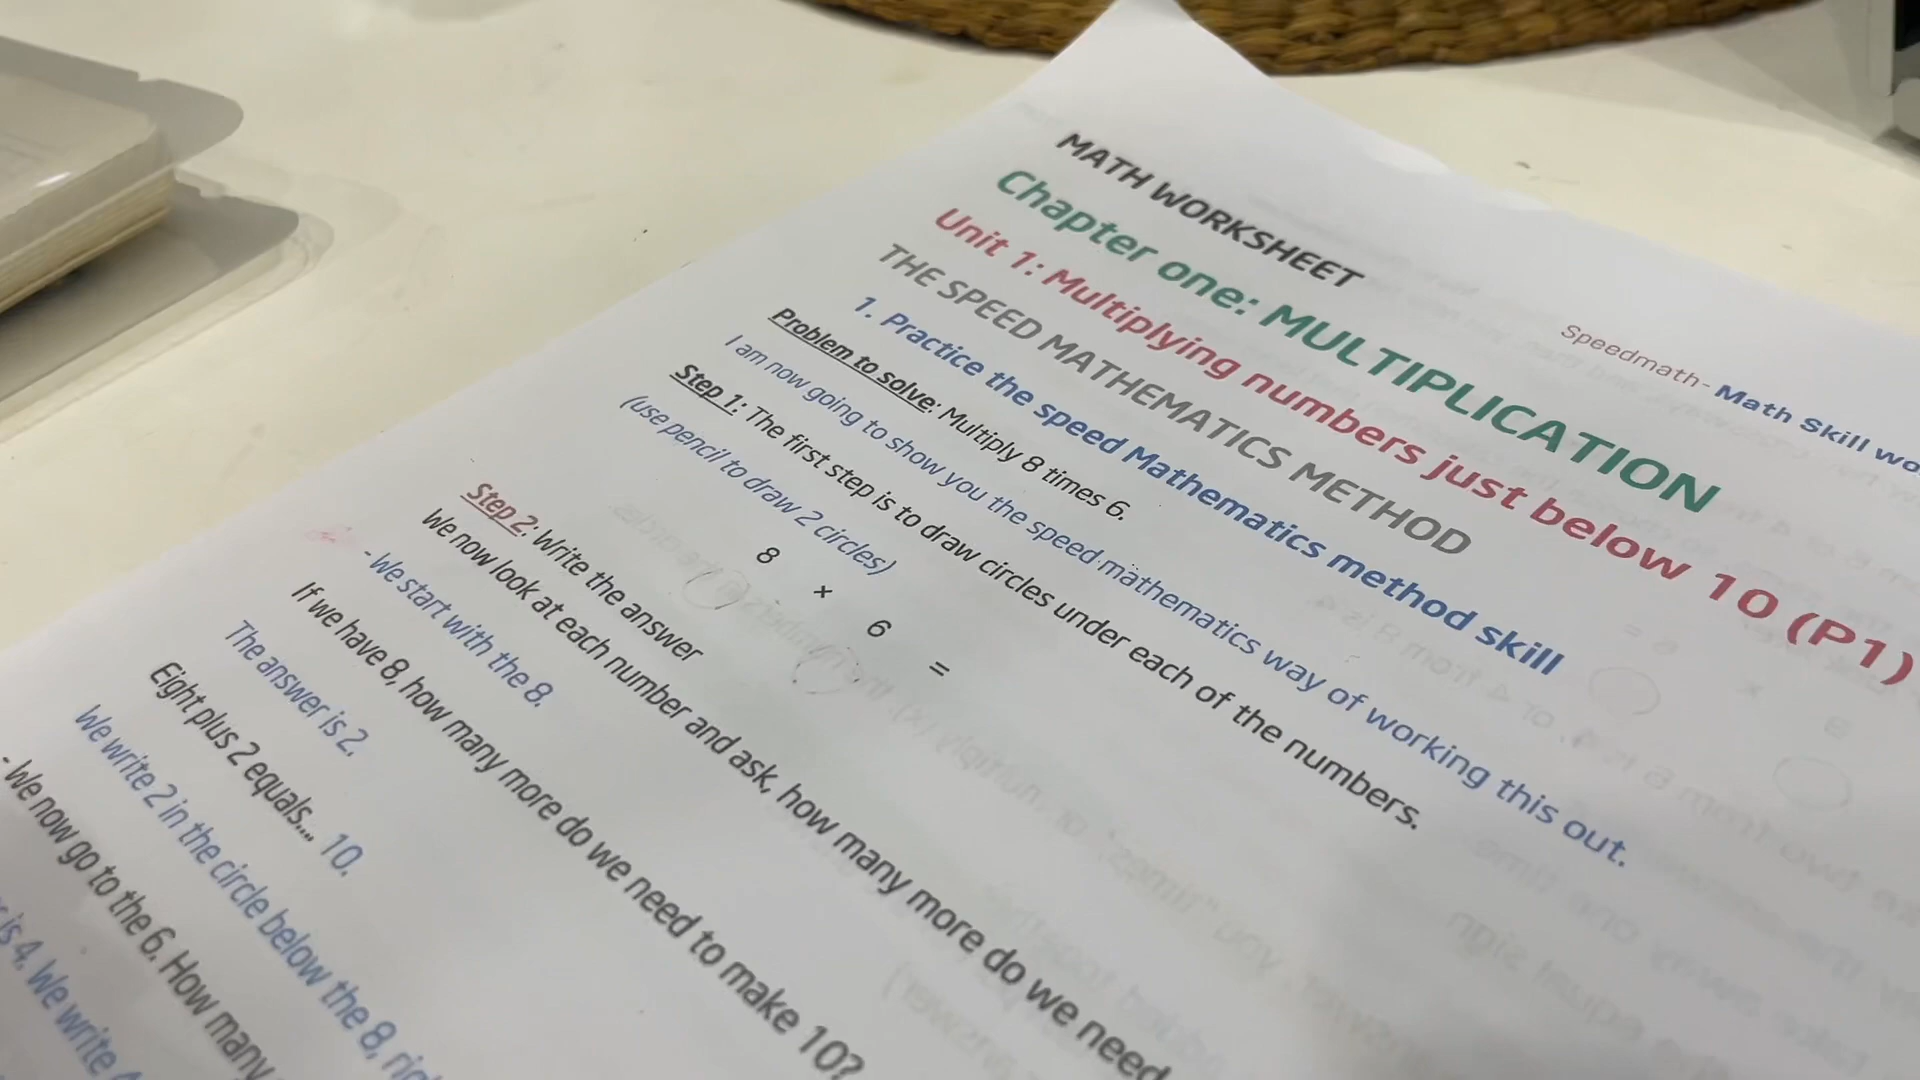 Speedmath- Math Skill
MATH WORKSHEET
Chapter one: MULTIPLICATION
Unit 1: Multiplying numbers just below 10 (P1)
THE SPEED MATHEMATICS METHOD
1. Practice the speed Mathematics method skill
Problem to solve: Multiply 8 times 6.
I am now going to show you the speed mathematics way of working this out.
Step 1: The first step is to draw circles under each of the numbers.
(use pencil to draw 2 circles)
8 × 6 =
Step 2: Write the answer
We now look at each number and ask, how many more do we need
- We start with the 8.
If we have 8, how many more do we need to make 10?
The answer is 2.
Eight plus 2 equals.... 10.
We write 2 in the circle below the 8,
- We now go to the 6. How many
is 4. We write